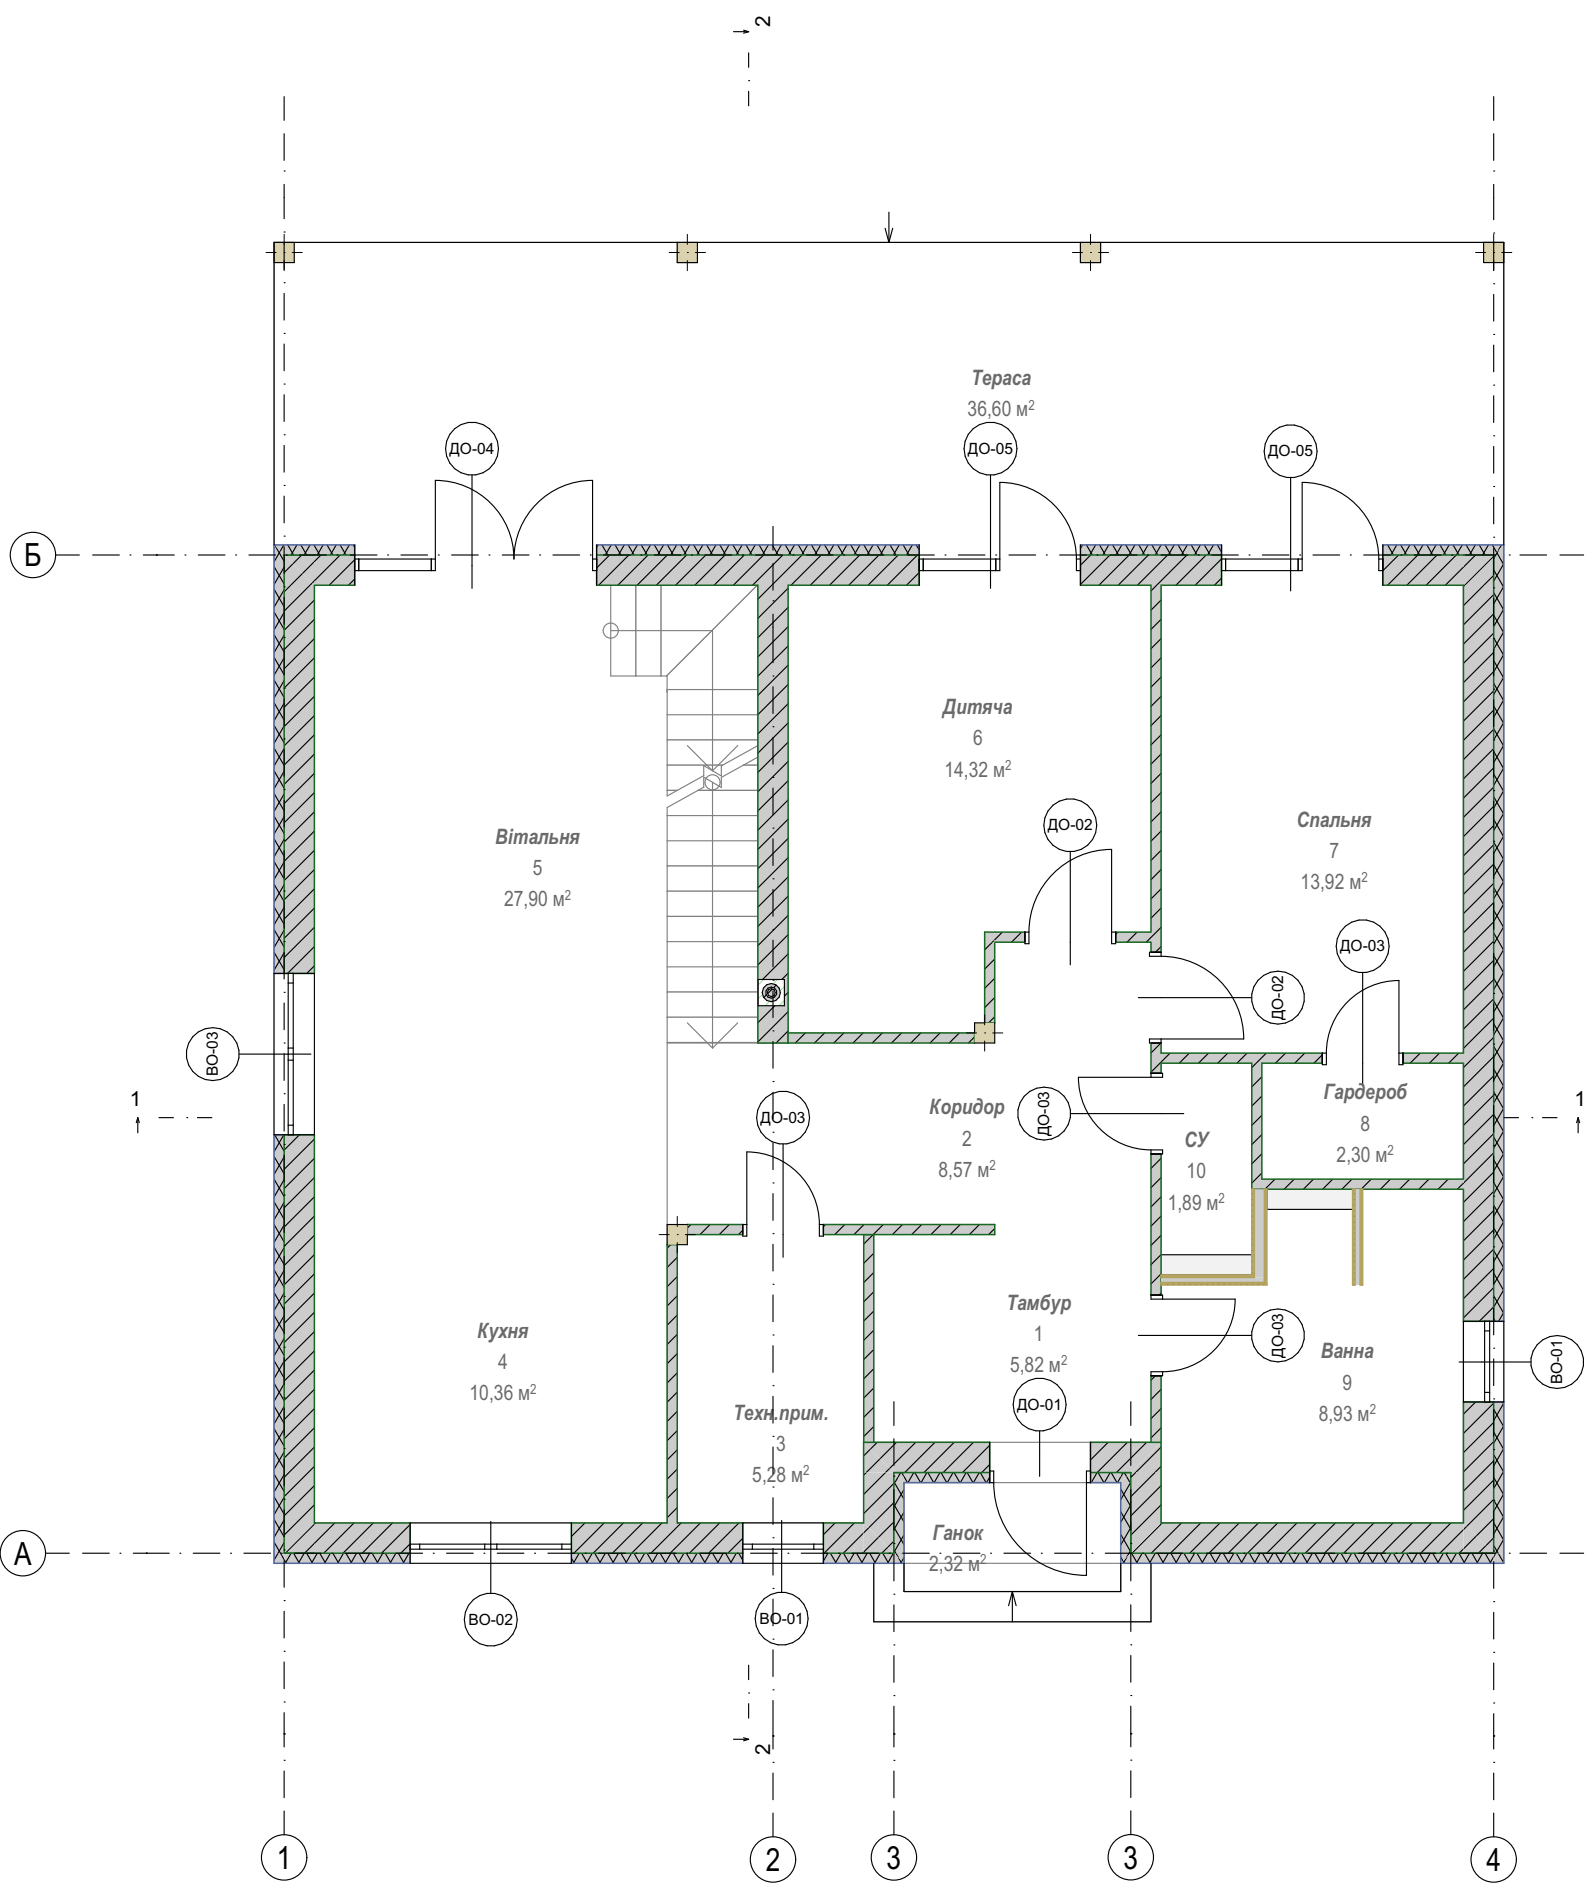 2
Тераса
36,60 м²
ДО-04
ДО-05
ДО-05
Б
Дитяча
6
14,32 м²
Вітальня
5
27,90 м²
Спальня
7
13,92 м²
ДО-02
ДО-03
ДО-02
ВО-03
1
1
ДО-03
Коридор
2
8,57 м²
ДО-03
СУ
10
1,89 м²
Гардероб
8
2,30 м²
Кухня
4
10,36 м²
Тамбур
1
5,82 м²
ДО-03
Ванна
9
8,93 м²
ВО-01
Техн.прим.
3
5,28 м²
ДО-01
Ганок
2,32 м²
А
ВО-02
ВО-01
2
1
2
3
3
4